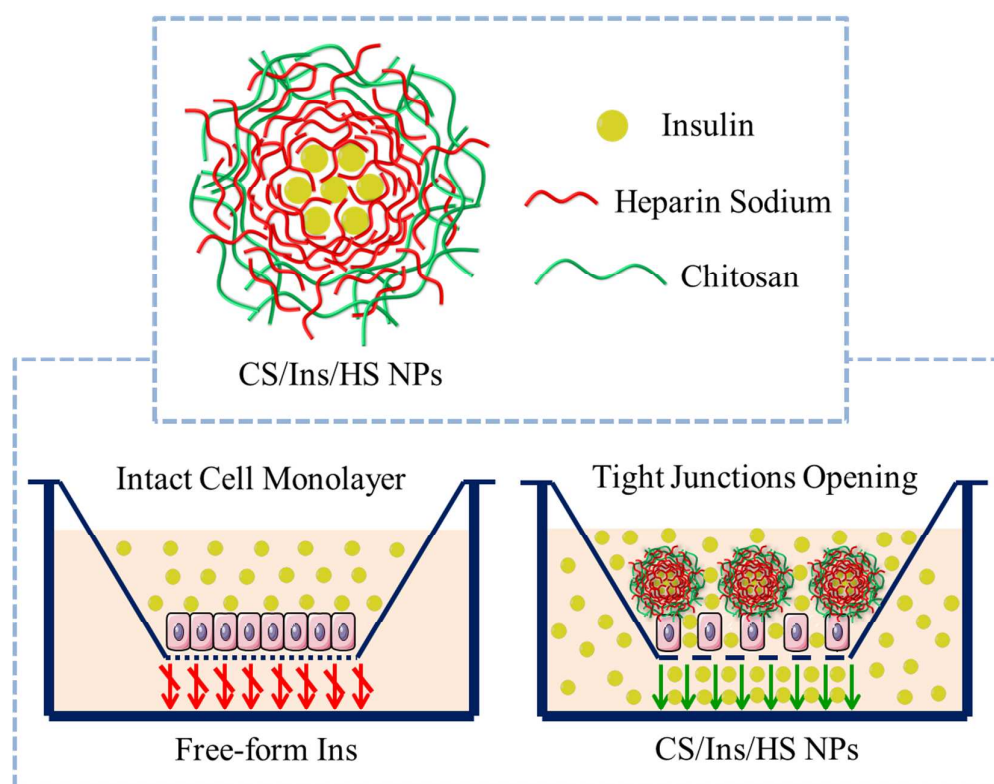 Insulin
Heparin Sodium
Chitosan
CS/Ins/HS NPs
Intact Cell Monolayer
Tight Junctions Opening
Free-form Ins
CS/Ins/HS NPs